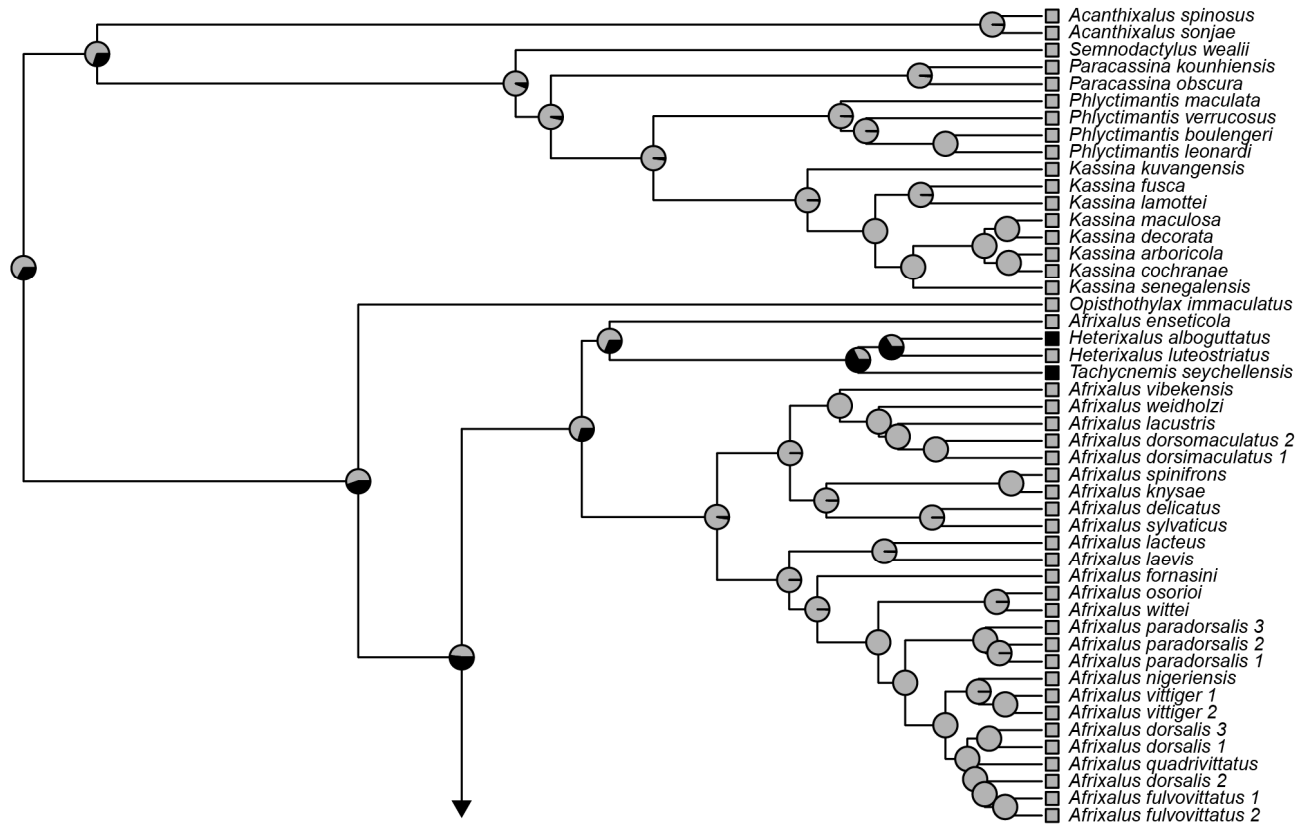 Acanthixalus spinosus
Acanthixalus sonjae
Semnodactylus wealii
Paracassina kounhiensis
Paracassina obscura
Phlyctimantis maculata
Phlyctimantis verrucosus
Phlyctimantis boulengeri
Phlyctimantis leonardi
Kassina kuvangensis
Kassina fusca
Kassina lamottei
Kassina maculosa
Kassina decorata
Kassina arboricola
Kassina cochranae
Kassina senegalensis
Opisthothylax immaculatus
Afrixalus enseticola
Heterixalus alboguttatus
Heterixalus luteostriatus
Tachycnemis seychellensis
Afrixalus vibekensis
Afrixalus weidholzi
Afrixalus lacustris
Afrixalus dorsomaculatus 2
Afrixalus dorsimaculatus 1
Afrixalus spinifrons
Afrixalus knysae
Afrixalus delicatus
Afrixalus sylvaticus
Afrixalus lacteus
Afrixalus laevis
Afrixalus fornasini
Afrixalus osorioi
Afrixalus wittei
Afrixalus paradorsalis 3
Afrixalus paradorsalis 2
Afrixalus paradorsalis 1
Afrixalus nigeriensis
Afrixalus vittiger 1
Afrixalus vittiger 2
Afrixalus dorsalis 3
Afrixalus dorsalis 1
Afrixalus quadrivittatus
Afrixalus dorsalis 2
Afrixalus fulvovittatus 1
Afrixalus fulvovittatus 2